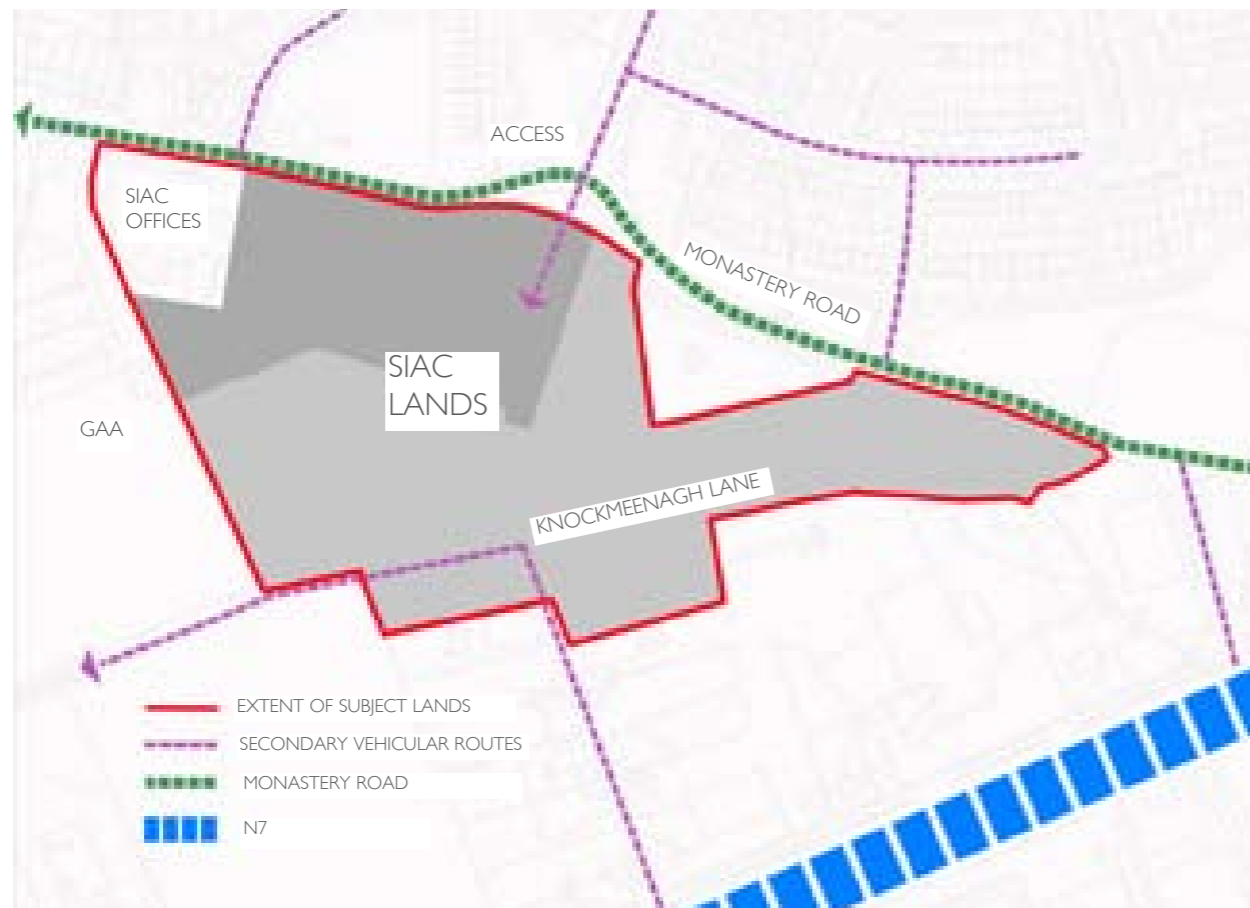 ACCESS
SIAC
OFFICES
MONASTERY ROAD
SIAC
LANDS
GAA
KNOCKMEENAGH LANE
EXTENT OF SUBJECT LANDS
SECONDARY VEHICULAR ROUTES
MONASTERY ROAD
N7